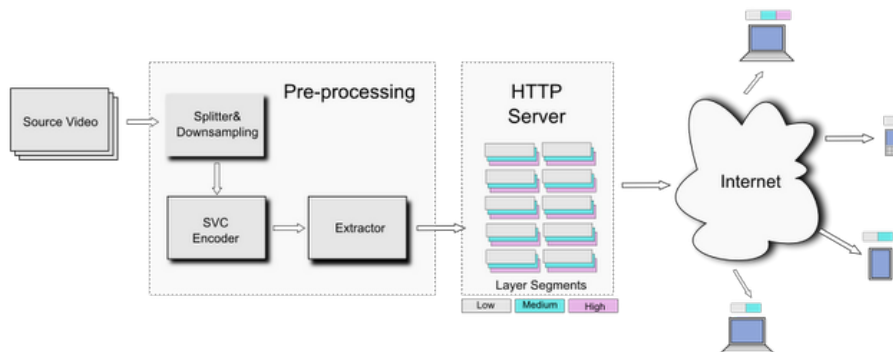 Source Video
Pre-processing
Splitter&
Downsampling
SVC
Encoder
Extractor
HTTP
Server
Layer Segments
Low
Medium
High
Internet